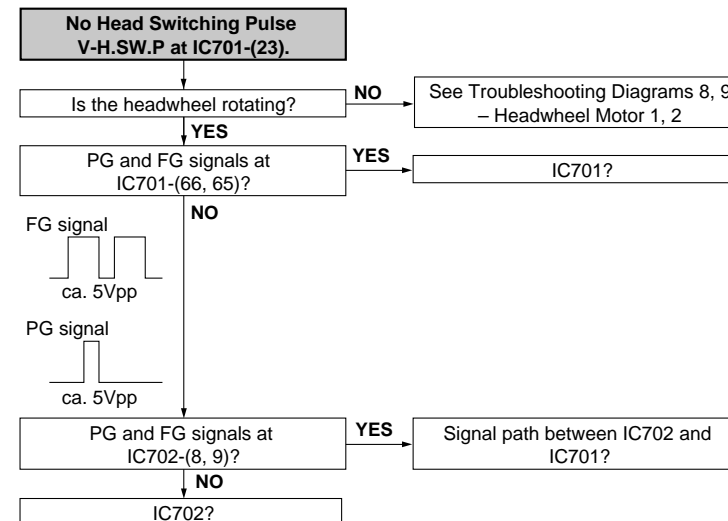 No Head Switching Pulse
V-H.SW.P at IC701-(23).
Is the headwheel rotating?
NO
See Troubleshooting Diagrams 8, 9
– Headwheel Motor 1, 2
YES
PG and FG signals at
IC701-(66, 65)?
YES
IC701?
NO
FG signal
ca. 5Vpp
PG signal
ca. 5Vpp
PG and FG signals at
IC702-(8, 9)?
YES
Signal path between IC702 and
IC701?
NO
IC702?